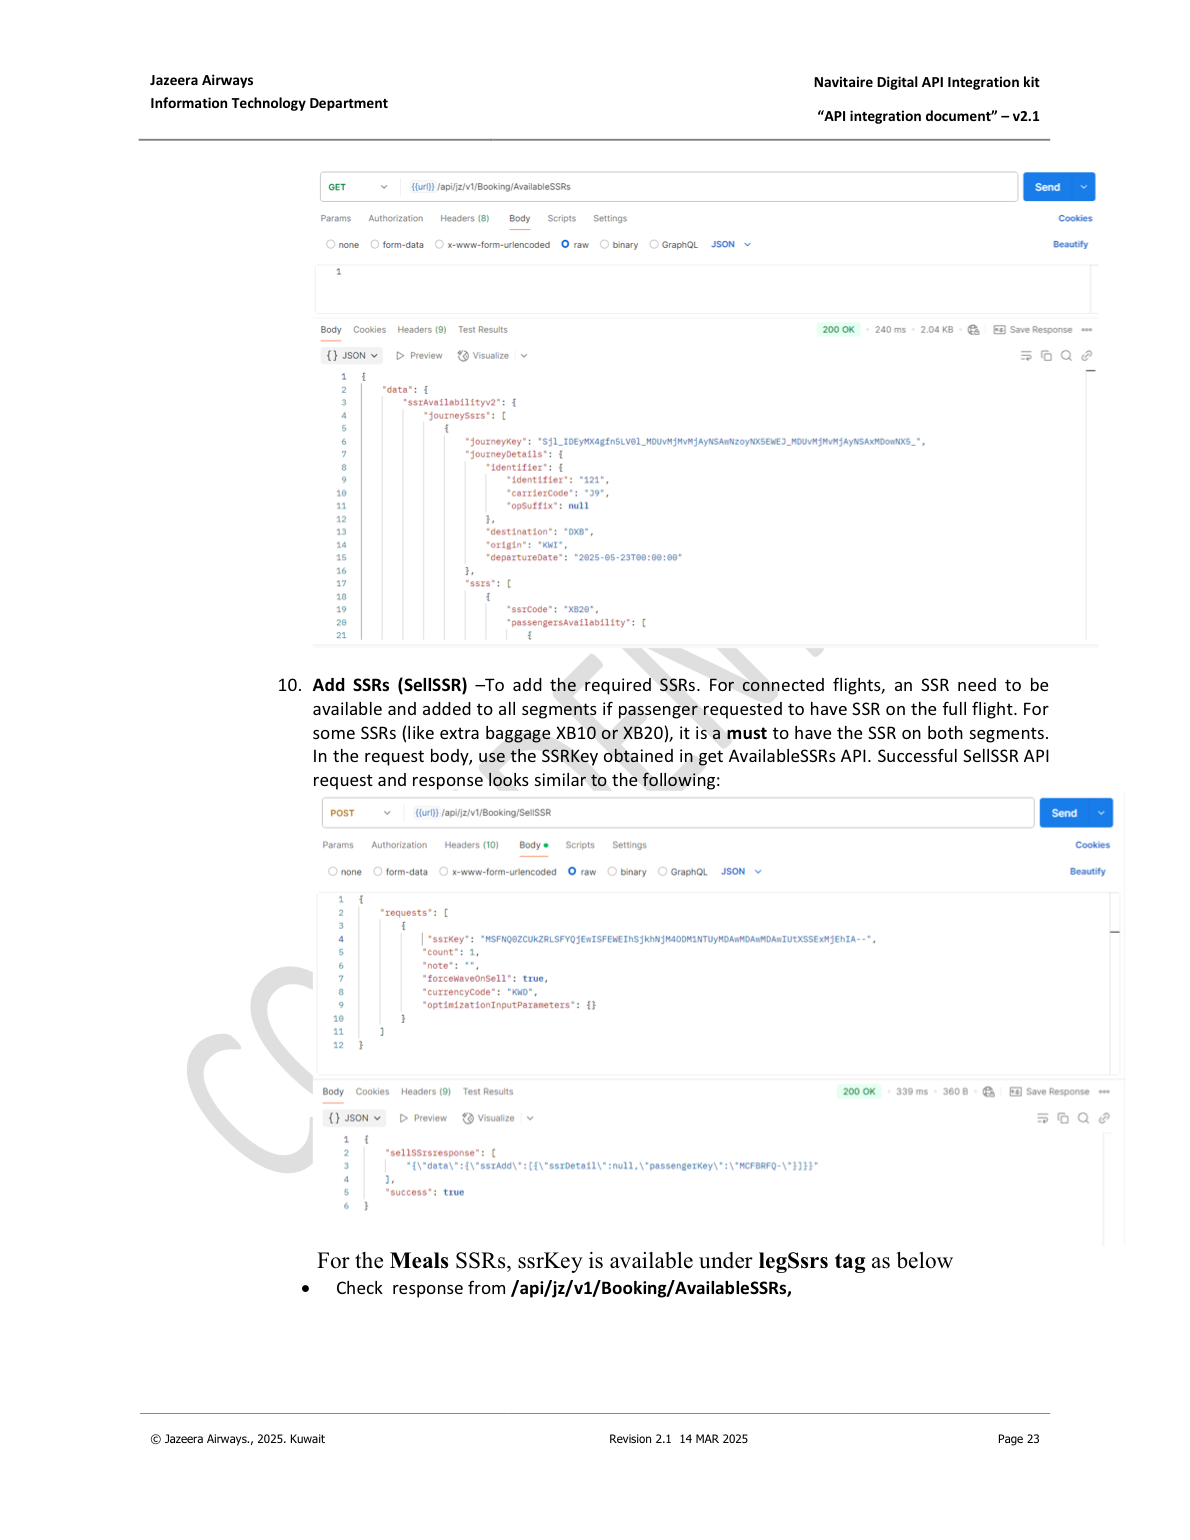 Jazeera Airways
Information Technology Department
Navitaire Digital API Integration kit
“API integration document” – v2.1
GET {{url}} /api/jz/v1/Booking/AvailableSSRs Send
Params Authorization Headers (8) Body Scripts Settings Cookies
none form-data x-www-form-urlencoded raw binary GraphQL JSON Beautify
1
Body Cookies Headers (9) Test Results 200 OK 240 ms 2.04 KB Save Response
{} JSON Preview Visualize
1 {
2 "data": {
3 "ssrAvailabilityv2": {
4 "journeySsrs": [
5 {
6 "journeyKey": "Sjl_IDEyMX4gfn5LV0l_MDUvMjMvMjAyNSAwNzoyNX5EWEJ_MDUvMjMvMjAyNSAxMDowNX5_",
7 "journeyDetails": {
8 "identifier": {
9 "identifier": "121",
10 "carrierCode": "J9",
11 "opSuffix": null
12 },
13 "destination": "DXB",
14 "origin": "KWI",
15 "departureDate": "2025-05-23T00:00:00"
16 },
17 "ssrs": [
18 {
19 "ssrCode": "XB20",
20 "passengersAvailability": [
21 {
10. Add SSRs (SellSSR) –To add the required SSRs. For connected flights, an SSR need to be
available and added to all segments if passenger requested to have SSR on the full flight. For
some SSRs (like extra baggage XB10 or XB20), it is a must to have the SSR on both segments.
In the request body, use the SSRKey obtained in get AvailableSSRs API. Successful SellSSR API
request and response looks similar to the following:
POST {{url}} /api/jz/v1/Booking/SellSSR Send
Params Authorization Headers (10) Body Scripts Settings Cookies
none form-data x-www-form-urlencoded raw binary GraphQL JSON Beautify
1 {
2 "requests": [
3 {
4 "ssrKey": "MSFNQ0ZCUkZRLSFYQjEwISFEWEIhSjkhNjM4ODM1NTUyMDAwMDAwMDAwIUtXSSExMjEhIA--",
5 "count": 1,
6 "note": "",
7 "forceWaveOnSell": true,
8 "currencyCode": "KWD",
9 "optimizationInputParameters": {}
10 }
11 ]
12 }
Body Cookies Headers (9) Test Results 200 OK 339 ms 360 B Save Response
{} JSON Preview Visualize
1 {
2 "sellSSrsresponse": [
3 "{\"data\":{\"ssrAdd\":[{\"ssrDetail\":null,\"passengerKey\":\"MCFBRFQ-\"}]}}"
4 ],
5 "success": true
6 }
For the Meals SSRs, ssrKey is available under legSsrs tag as below
• Check response from /api/jz/v1/Booking/AvailableSSRs,
© Jazeera Airways., 2025. Kuwait Revision 2.1 14 MAR 2025 Page 23